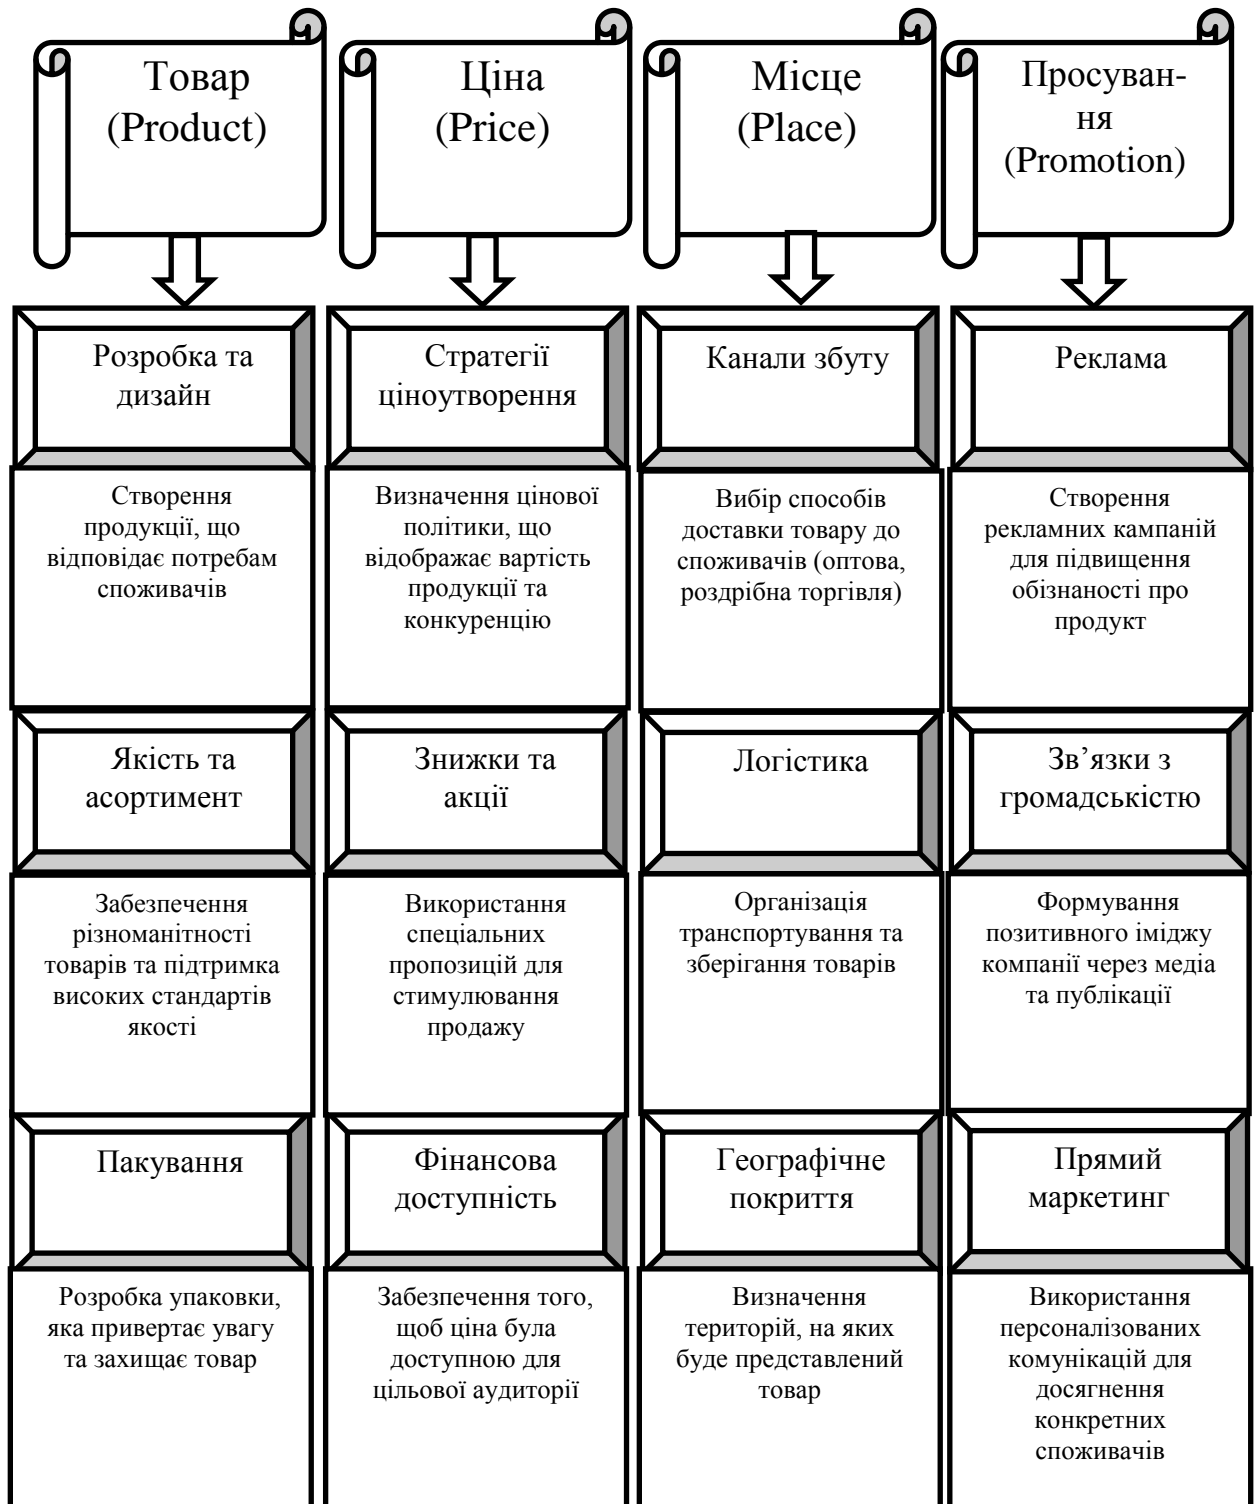 Товар
(Product)
Ціна
(Price)
Місце
(Place)
Просуван-
ня
(Promotion)
Розробка та
дизайн
Стратегії
ціноутворення
Канали збуту
Реклама
Створення
продукції, що
відповідає потребам
споживачів
Визначення цінової
політики, що
відображає вартість
продукції та
конкуренцію
Вибір способів
доставки товару до
споживачів (оптова,
роздрібна торгівля)
Створення
рекламних кампаній
для підвищення
обізнаності про
продукт
Якість та
асортимент
Знижки та
акції
Логістика
Зв’язки з
громадськістю
Забезпечення
різноманітності
товарів та підтримка
високих стандартів
якості
Використання
спеціальних
пропозицій для
стимулювання
продажу
Організація
транспортування та
зберігання товарів
Формування
позитивного іміджу
компанії через медіа
та публікації
Пакування
Фінансова
доступність
Географічне
покриття
Прямий
маркетинг
Розробка упаковки,
яка привертає увагу
та захищає товар
Забезпечення того,
щоб ціна була
доступною для
цільової аудиторії
Визначення
територій, на яких
буде представлений
товар
Використання
персоналізованих
комунікацій для
досягнення
конкретних
споживачів